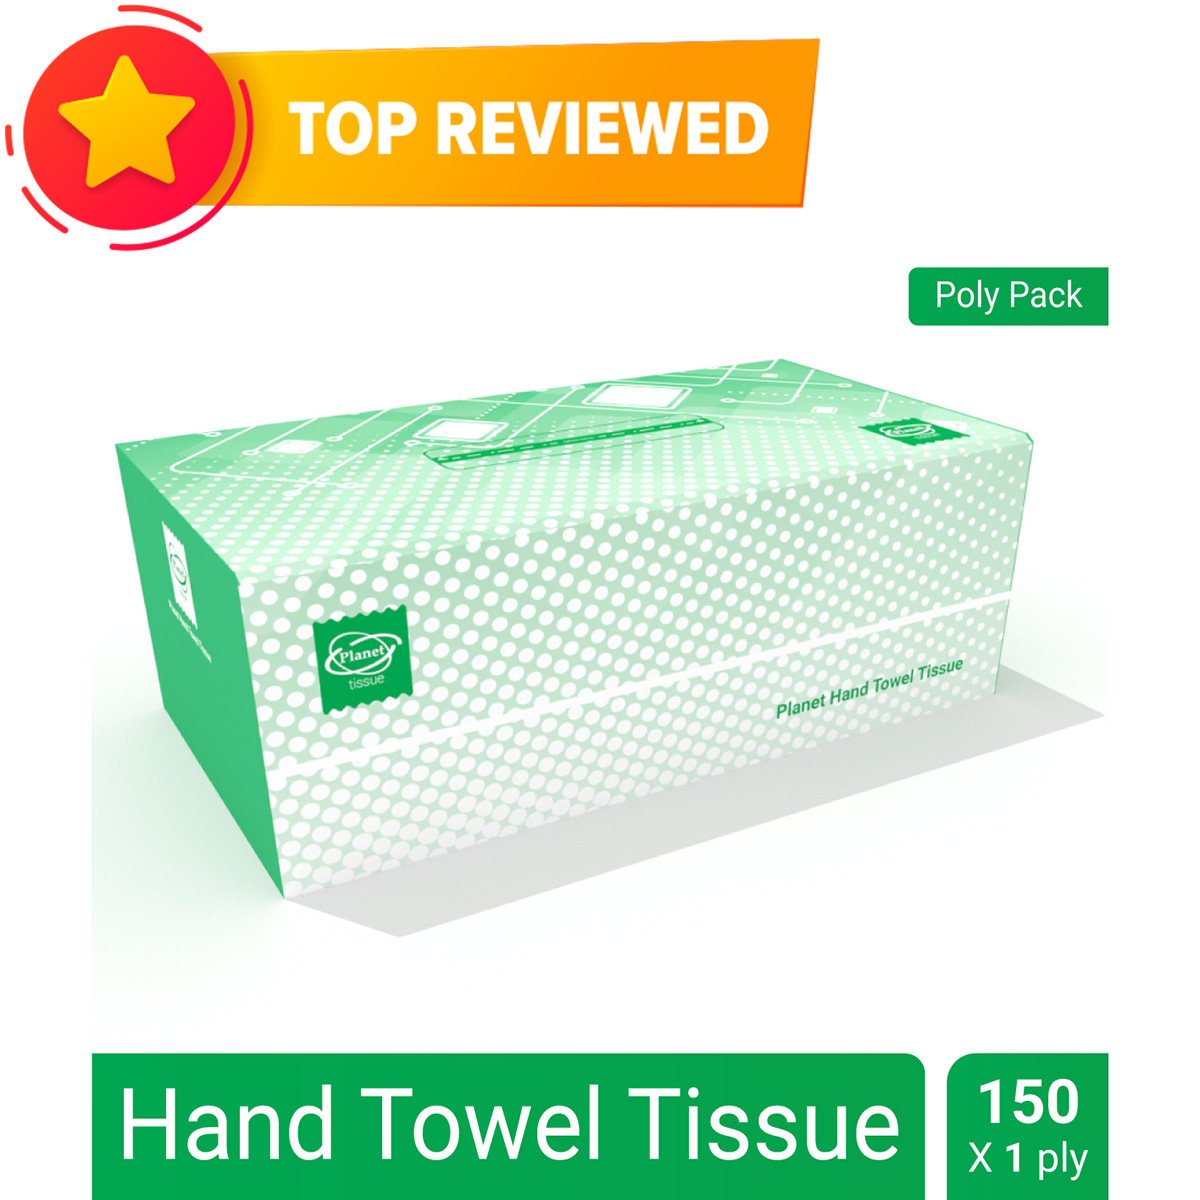 TOP REVIEWED
Poly Pack
Planet
tissue
Planet Hand Towel Tissue
Hand Towel Tissue
150
X 1 ply